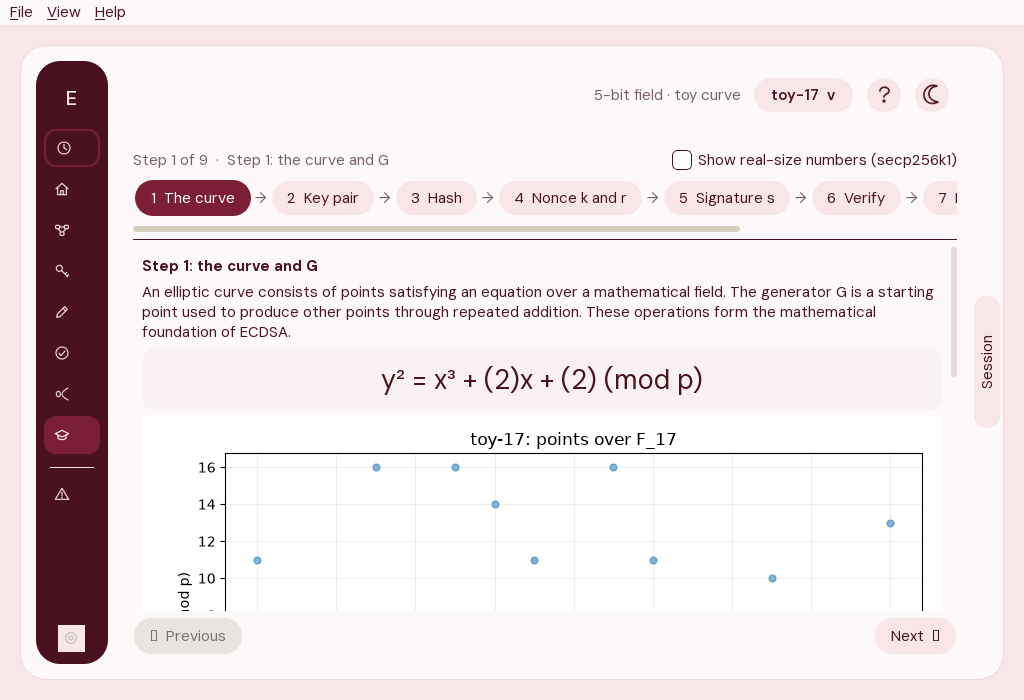 File View Help
E
5-bit field · toy curve toy-17 v ?
Step 1 of 9 · Step 1: the curve and G Show real-size numbers (secp256k1)
1 The curve → 2 Key pair → 3 Hash → 4 Nonce k and r → 5 Signature s → 6 Verify → 7
Step 1: the curve and G
An elliptic curve consists of points satisfying an equation over a mathematical field. The generator G is a starting
point used to produce other points through repeated addition. These operations form the mathematical
foundation of ECDSA.
y² = x³ + (2)x + (2) (mod p)
toy-17: points over F_17
16
14
12
10
Session
Previous
Next